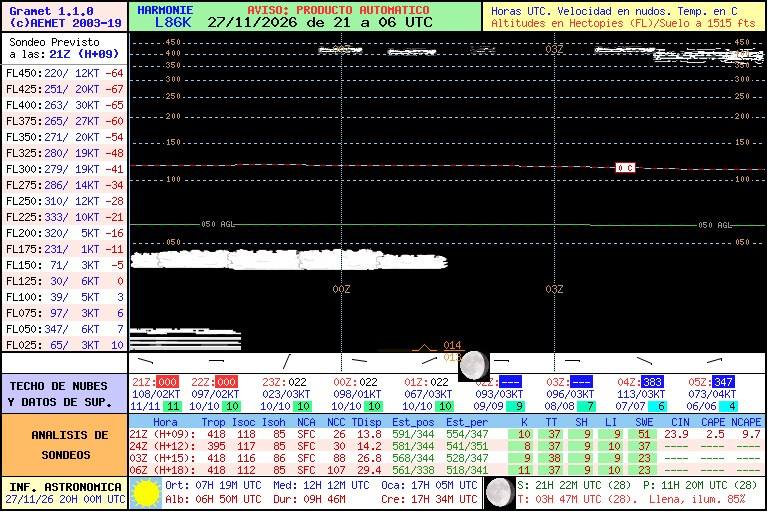 Gramet 1.1.0
(c)AEMET 2003-19
HARMONIE
L86K
AVISO: PRODUCTO AUTOMATICO
27/11/2026 de 21 a 06 UTC
Horas UTC. Velocidad en nudos. Temp. en C
Altitudes en Hectopies (FL)/Suelo a 1515 fts
Sondeo Previsto
a las: 21Z (H+09)
FL450:220/ 12KT -64
FL425:251/ 20KT -67
FL400:263/ 30KT -65
FL375:265/ 27KT -60
FL350:271/ 20KT -54
FL325:280/ 19KT -48
FL300:279/ 19KT -41
FL275:286/ 14KT -34
FL250:310/ 12KT -28
FL225:333/ 10KT -21
FL200:320/ 5KT -16
FL175:231/ 1KT -11
FL150: 71/ 3KT -5
FL125: 30/ 6KT 0
FL100: 39/ 5KT 3
FL075: 97/ 3KT 6
FL050:347/ 6KT 7
FL025: 65/ 3KT 10
450 00Z 03Z 450
400 400
350 350
300 300
250 250
200 200
150 150
0 C
100 100
050 AGL 050 AGL
050 050
00Z 03Z
014
TECHO DE NUBES
Y DATOS DE SUP.
21Z:000 22Z:000 23Z:022 00Z:022 01Z:022 02Z:--- 03Z:--- 04Z:383 05Z:347
108/02KT 097/02KT 023/03KT 098/01KT 067/03KT 093/03KT 096/03KT 113/03KT 073/04KT
11/11 11 10/10 10 10/10 10 10/10 10 10/10 10 09/09 9 08/08 7 07/07 6 06/06 4
ANALISIS DE
SONDEOS
Hora Trop Isoc Isoh NCA NCC TDisp Est_pos Est_per K TT SH LI SWE CIN CAPE NCAPE
21Z (H+09): 418 118 85 SFC 26 13.8 591/344 554/347 10 37 9 9 51 23.9 2.5 9.7
24Z (H+12): 418 117 85 SFC 30 14.2 581/344 541/351 8 37 9 10 37
03Z (H+15): 418 116 86 SFC 88 26.8 568/344 528/347 9 38 9 9 23
06Z (H+18): 418 112 85 SFC 107 29.4 561/338 518/341 11 37 9 10 23
INF. ASTRONOMICA
27/11/26 20H 00M UTC
Ort: 07H 19M UTC Med: 12H 12M UTC Oca: 17H 05M UTC
Alb: 06H 50M UTC Dur: 09H 46M Cre: 17H 34M UTC
S: 21H 22M UTC (28) P: 11H 20M UTC (28)
T: 03H 47M UTC (28). Llena, ilum. 85%